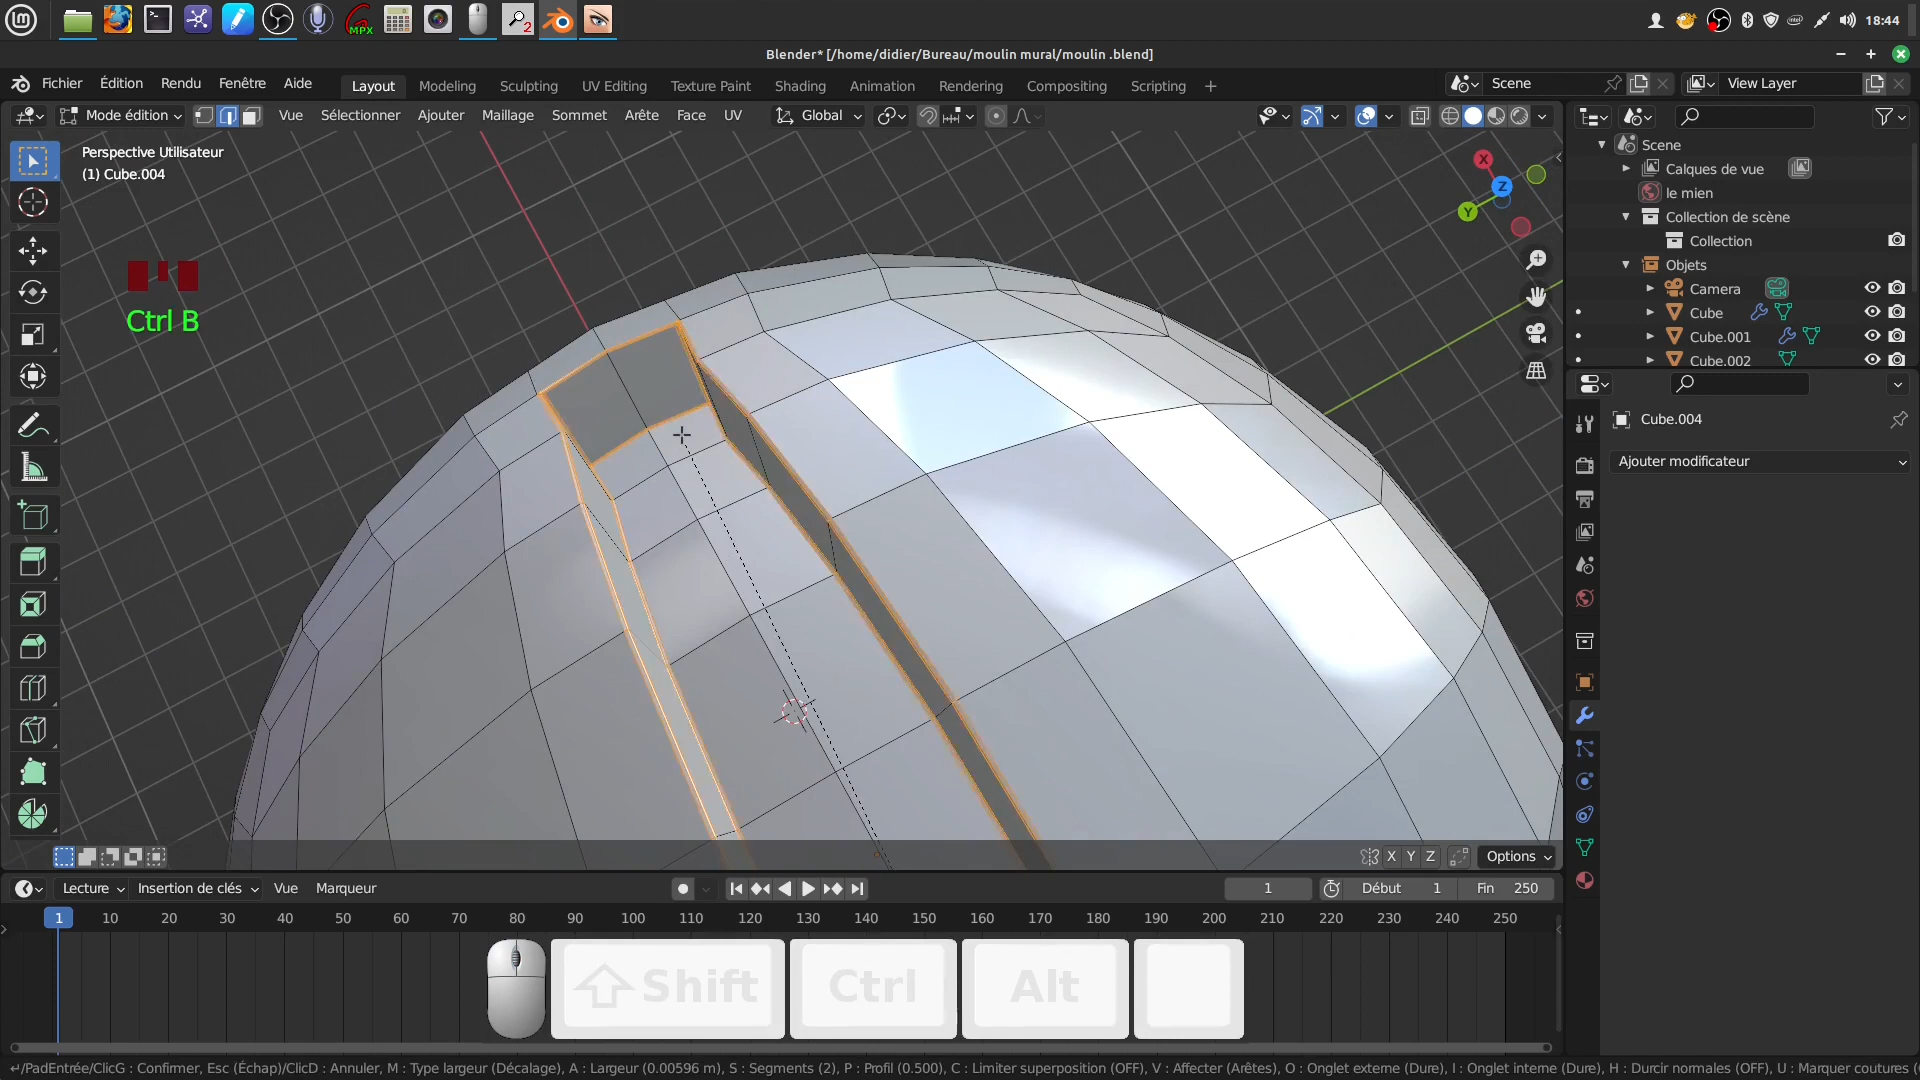 MPX
2
18:44
Blender* [/home/didier/Bureau/moulin mural/moulin .blend]
Fichier Édition Rendu Fenêtre Aide
Layout Modeling Sculpting UV Editing Texture Paint Shading Animation Rendering Compositing Scripting +
Scene
View Layer
Mode édition Vue Sélectionner Ajouter Maillage Sommet Arête Face UV Global
Perspective Utilisateur
(1) Cube.004
Ctrl B
X
Z
Y
Scene
Calques de vue
le mien
Collection de scène
Collection
Objets
Camera
Cube
Cube.001
Cube.002
Cube.004
Ajouter modificateur
X Y Z Options
Lecture Insertion de clés Vue Marqueur
1 Début 1 Fin 250
1 10 20 30 40 50 60 70 80 90 100 110 120 130 140 150 160 170 180 190 200 210 220 230 240 250
Shift Ctrl Alt
↵/PadEntrée/ClicG : Confirmer, Esc (Échap)/ClicD : Annuler, M : Type largeur (Décalage), A : Largeur (0.00596 m), S : Segments (2), P : Profil (0.500), C : Limiter superposition (OFF), V : Affecter (Arêtes), O : Onglet externe (Dure), I : Onglet interne (Dure), H : Durcir normales (OFF), U : Marquer coutures (